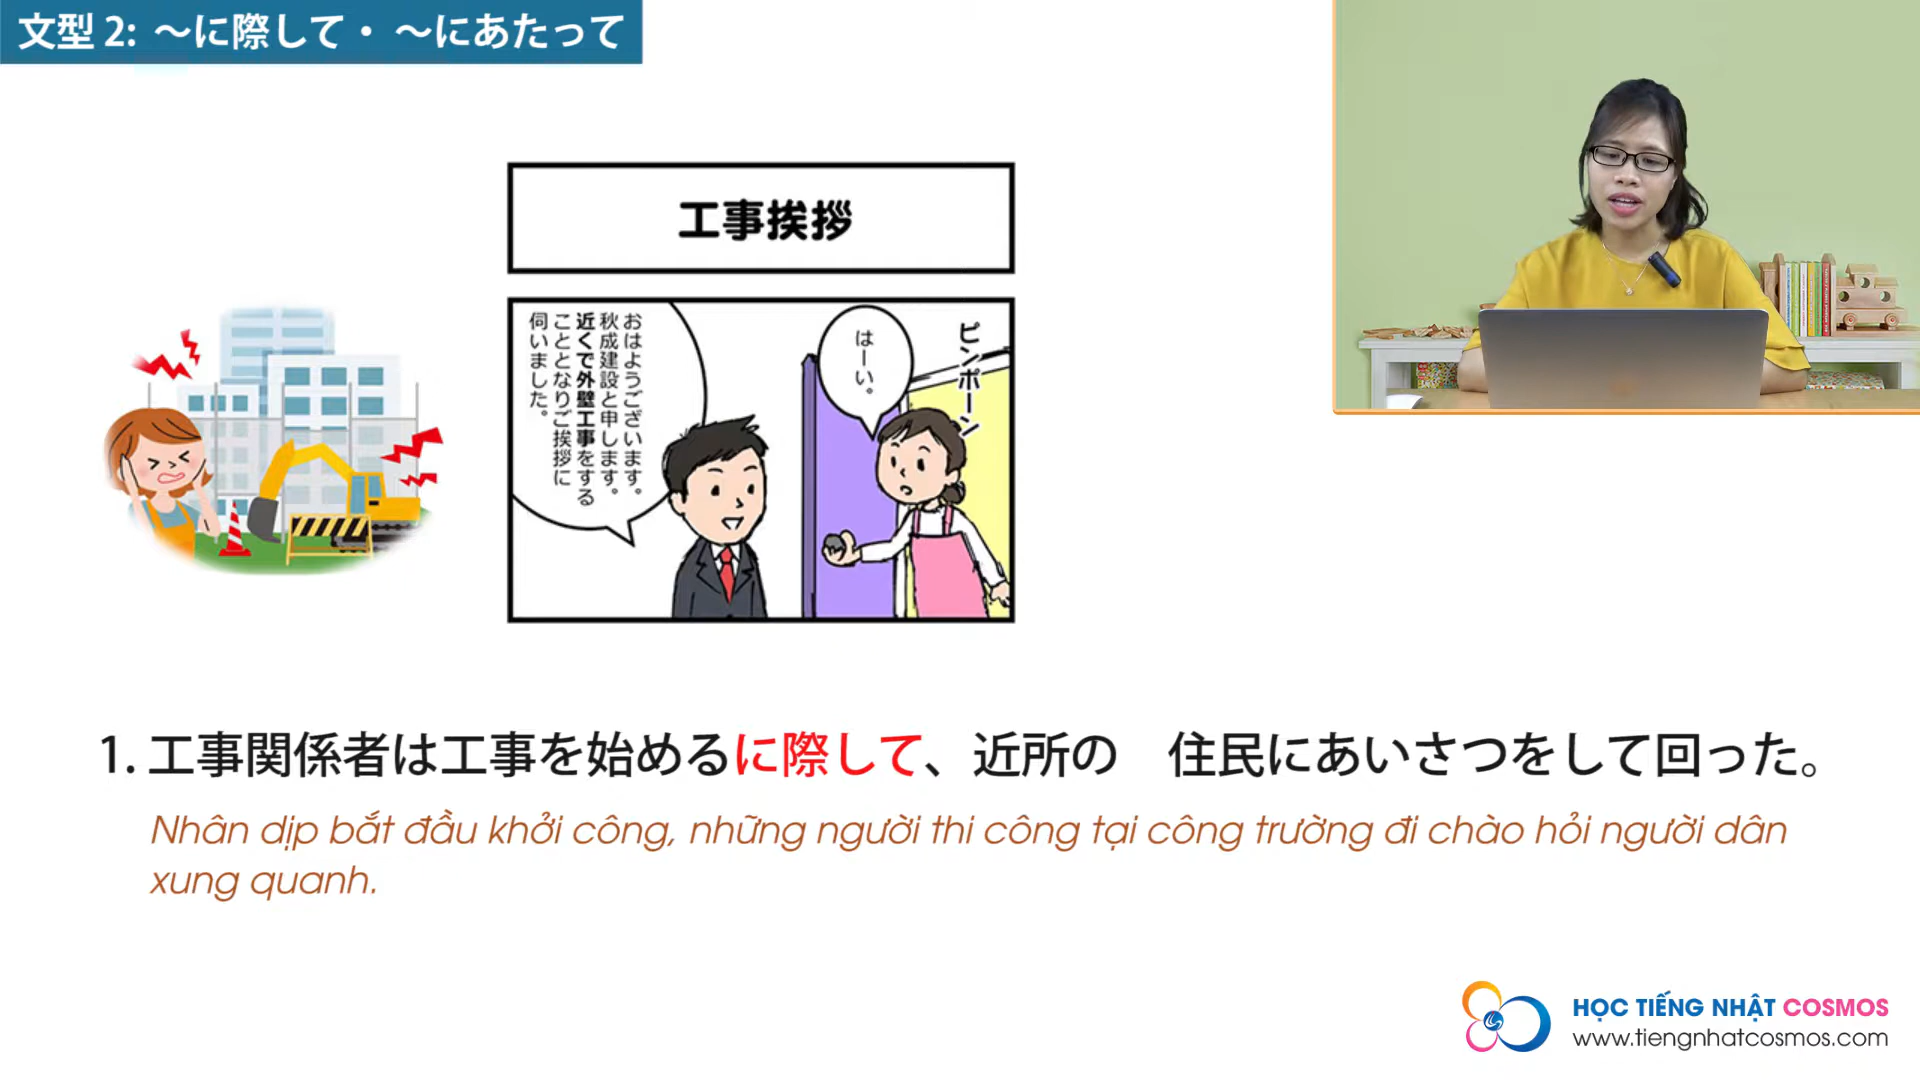 文型 2: ～に際して・ ～にあたって
工事挨拶
ピンポーン
はーい。
おはようございます。
秋成建設と申します。
近くで外壁工事をする
こととなりご挨拶に
伺いました。
1. 工事関係者は工事を始めるに際して、近所の　住民にあいさつをして回った。
Nhân dịp bắt đầu khởi công, những người thi công tại công trường đi chào hỏi người dân
xung quanh.
HỌC TIẾNG NHẬT COSMOS
www.tiengnhatcosmos.com